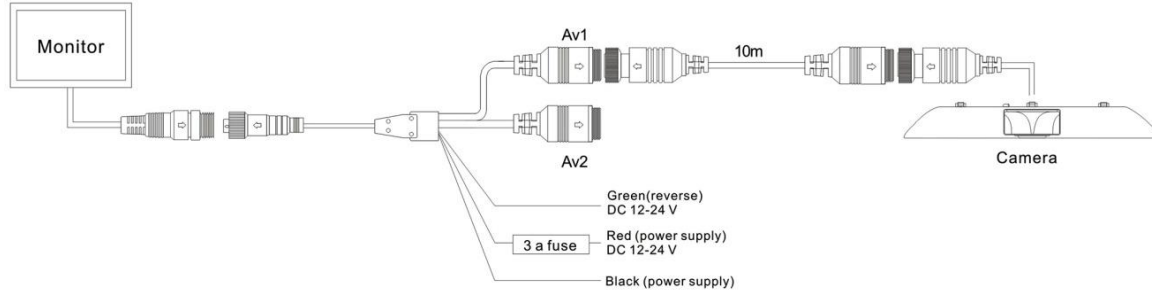 Monitor
Av1
10m
Av2
Camera
Green(reverse)
DC 12-24 V
3 a fuse
Red (power supply)
DC 12-24 V
Black (power supply)